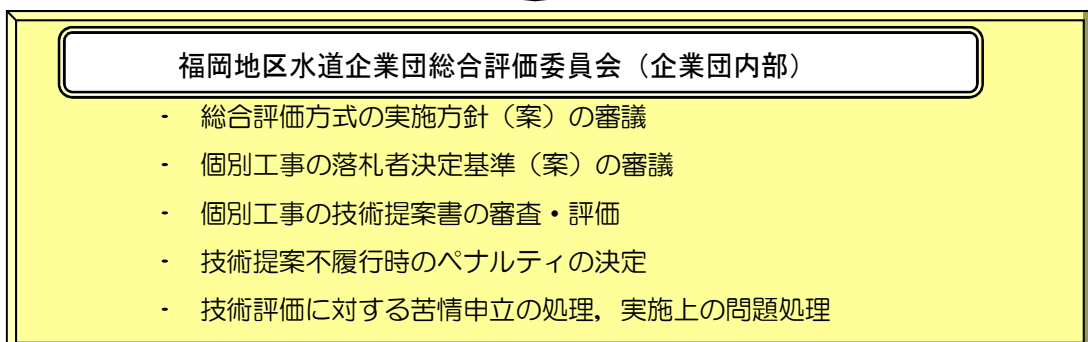 福岡地区水道企業団総合評価委員会（企業団内部）
- 総合評価方式の実施方針（案）の審議
- 個別工事の落札者決定基準（案）の審議
- 個別工事の技術提案書の審査・評価
- 技術提案不履行時のペナルティの決定
- 技術評価に対する苦情申立の処理，実施上の問題処理